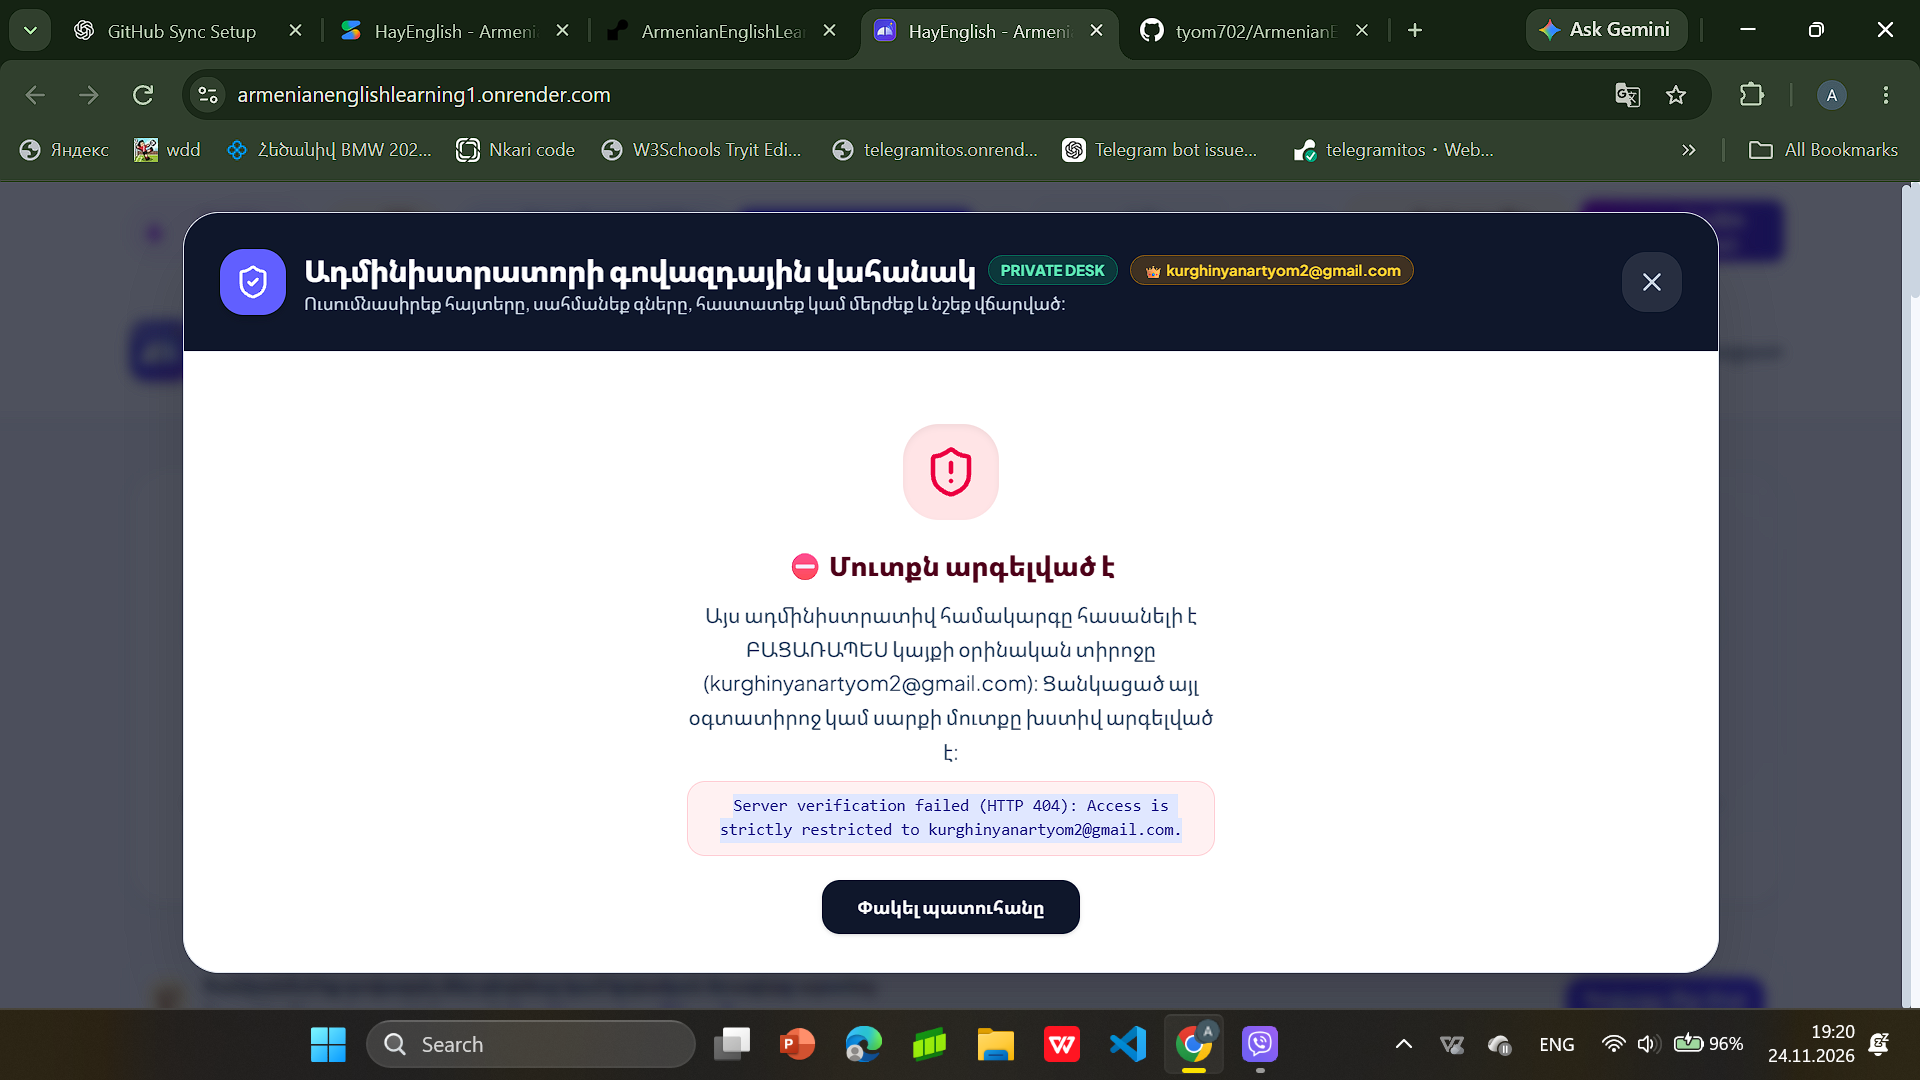 GitHub Sync Setup
HayEnglish - Armeni
ArmenianEnglishLea
HayEnglish - Armenia
tyom702/ArmenianE
Ask Gemini
armenianenglishlearning1.onrender.com
A
Яндекс
wdd
Հեծանիվ BMW 202...
Nkari code
W3Schools Tryit Edi...
telegramitos.onrend...
Telegram bot issue...
telegramitos · Web...
All Bookmarks
Ադմինիստրատորի գովազդային վահանակ
PRIVATE DESK
kurghinyanartyom2@gmail.com
Ուսումնասիրեք հայտերը, սահմանեք գները, հաստատեք կամ մերժեք և նշեք վճարված:
Մուտքն արգելված է
Այս ադմինիստրատիվ համակարգը հասանելի է
ԲԱՑԱՌԱՊԵՍ կայքի օրինական տիրոջը
(kurghinyanartyom2@gmail.com): Ցանկացած այլ
օգտատիրոջ կամ սարքի մուտքը խստիվ արգելված
է:
Server verification failed (HTTP 404): Access is
strictly restricted to kurghinyanartyom2@gmail.com.
Փակել պատուհանը
Search
ENG
96%
19:20
24.11.2026